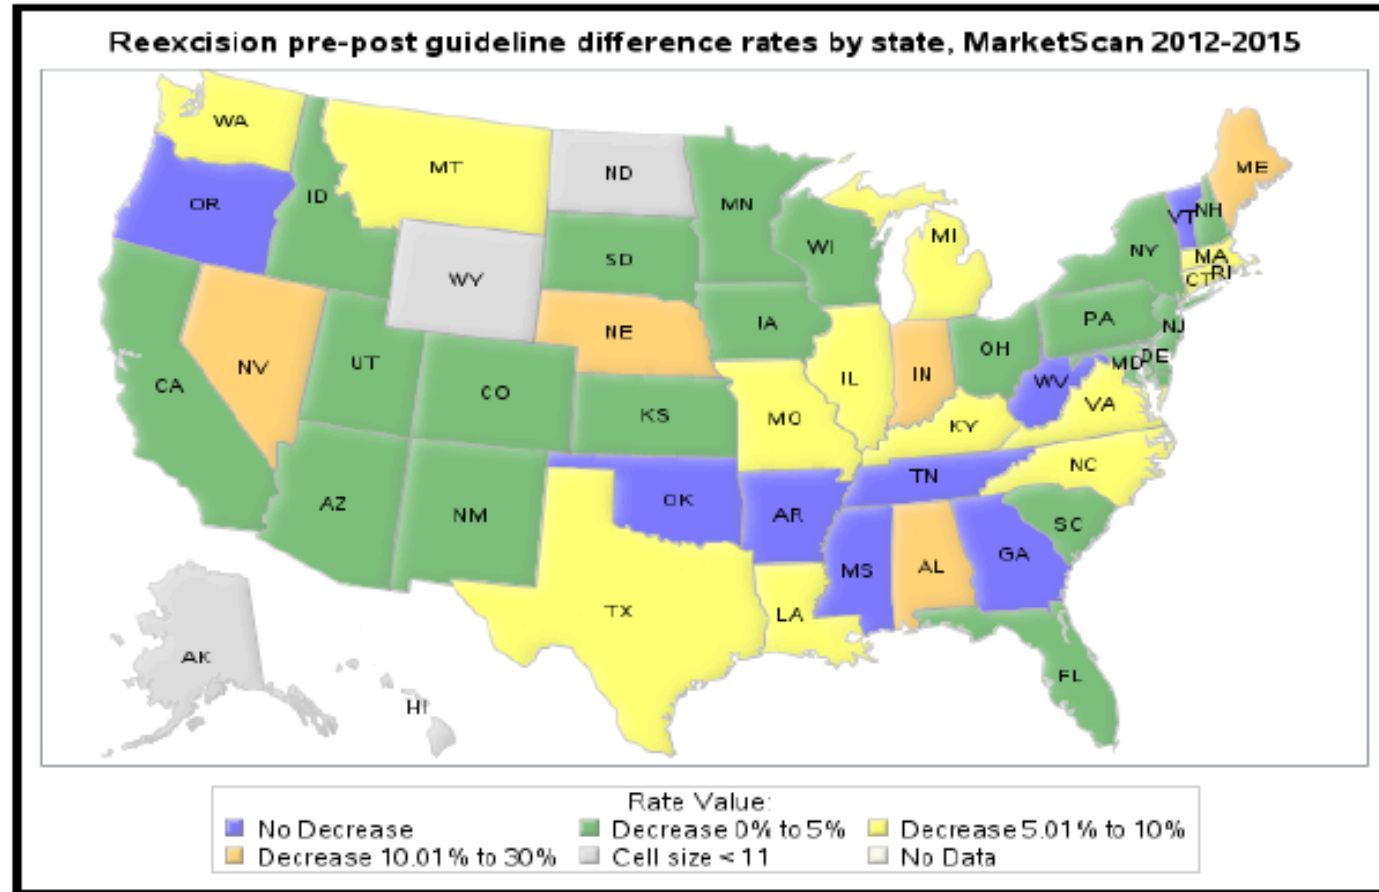 Reexcision pre-post guideline difference rates by state, MarketScan 2012-2015
WA
MT
ND
MN
ME
OR
ID
SD
WI
MI
VT
NH
NY
MA
CT
RI
WY
NE
IA
PA
NJ
NV
UT
CO
KS
MO
IL
IN
OH
MD
DE
WV
VA
KY
CA
AZ
NM
OK
AR
TN
NC
SC
MS
AL
GA
TX
LA
FL
AK
HI
Rate Value:
No Decrease
Decrease 0% to 5%
Decrease 5.01% to 10%
Decrease 10.01% to 30%
Cell size < 11
No Data